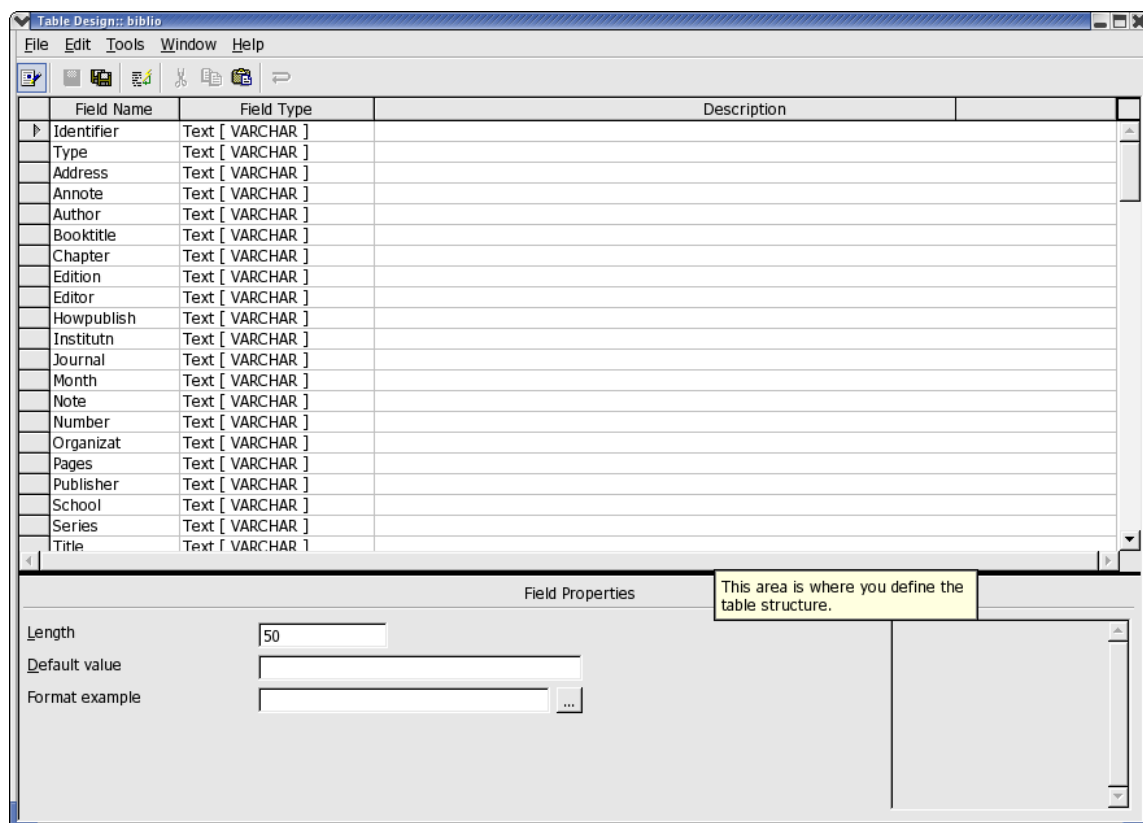 Table Design:: biblio
File Edit Tools Window Help
Field Name Field Type Description
Identifier Text [ VARCHAR ]
Type Text [ VARCHAR ]
Address Text [ VARCHAR ]
Annote Text [ VARCHAR ]
Author Text [ VARCHAR ]
Booktitle Text [ VARCHAR ]
Chapter Text [ VARCHAR ]
Edition Text [ VARCHAR ]
Editor Text [ VARCHAR ]
Howpublish Text [ VARCHAR ]
Institutn Text [ VARCHAR ]
Journal Text [ VARCHAR ]
Month Text [ VARCHAR ]
Note Text [ VARCHAR ]
Number Text [ VARCHAR ]
Organizat Text [ VARCHAR ]
Pages Text [ VARCHAR ]
Publisher Text [ VARCHAR ]
School Text [ VARCHAR ]
Series Text [ VARCHAR ]
Title Text [ VARCHAR ]
Field Properties
This area is where you define the
table structure.
Length 50
Default value
Format example ...